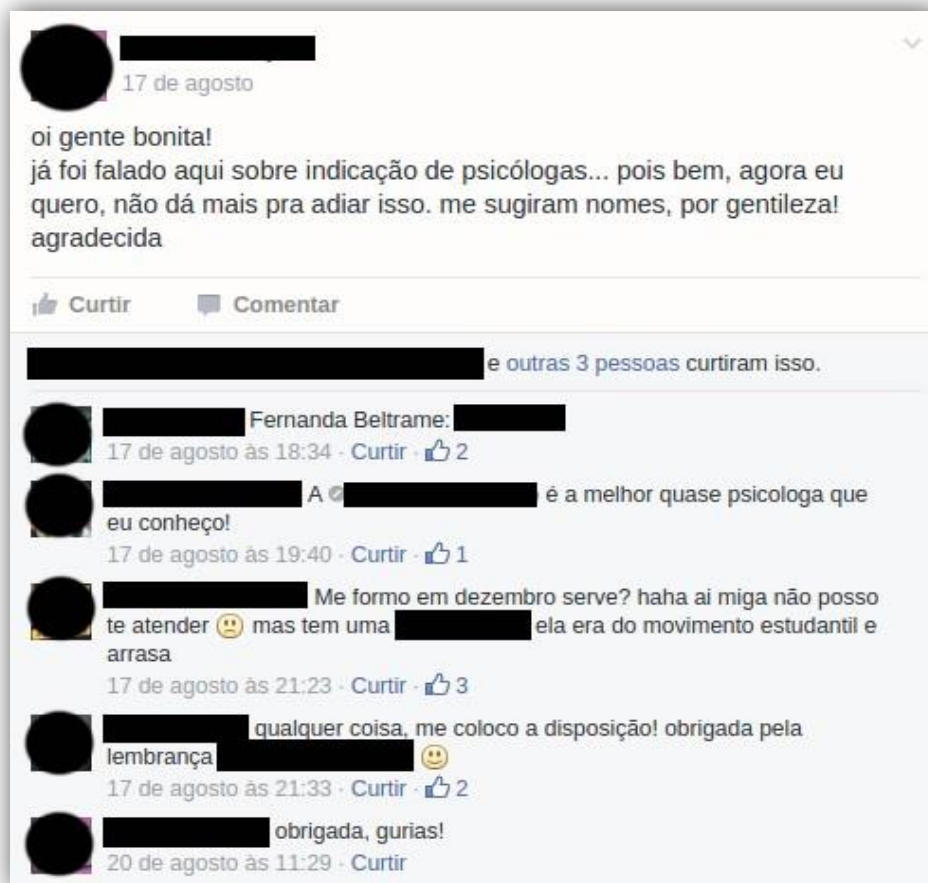 17 de agosto
oi gente bonita!
já foi falado aqui sobre indicação de psicólogas... pois bem, agora eu
quero, não dá mais pra adiar isso. me sugiram nomes, por gentileza!
agradecida
Curtir Comentar
e outras 3 pessoas curtiram isso.
Fernanda Beltrame:
17 de agosto às 18:34 · Curtir · 2
A é a melhor quase psicologa que
eu conheço!
17 de agosto às 19:40 · Curtir · 1
Me formo em dezembro serve? haha ai miga não posso
te atender mas tem uma ela era do movimento estudantil e
arrasa
17 de agosto às 21:23 · Curtir · 3
qualquer coisa, me coloco a disposição! obrigada pela
lembrança
17 de agosto às 21:33 · Curtir · 2
obrigada, gurias!
20 de agosto às 11:29 · Curtir